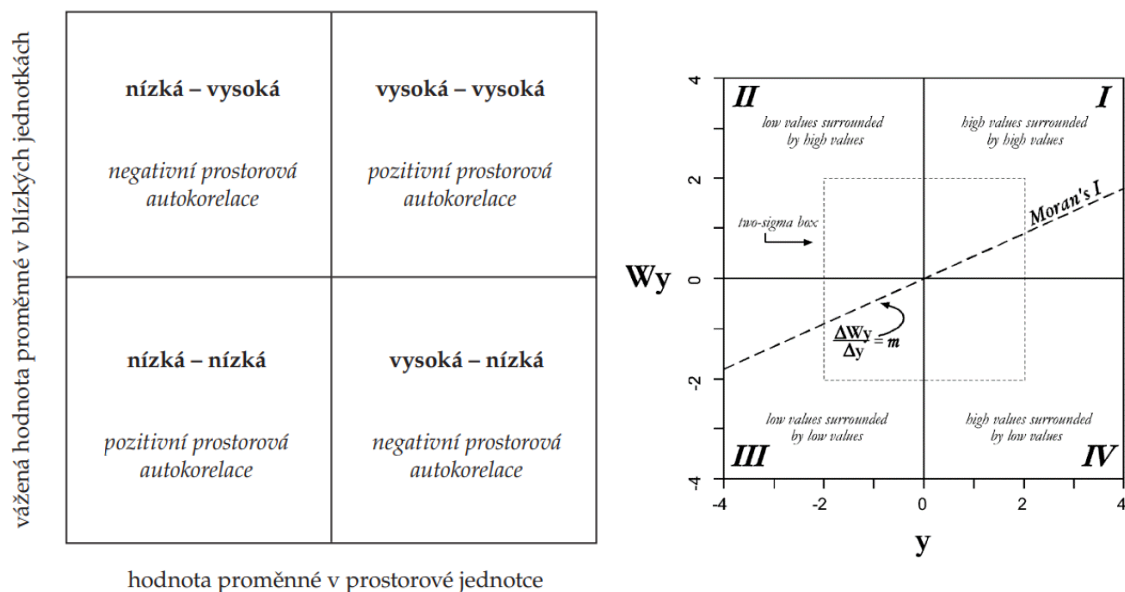 vážená hodnota proměnné v blízkých jednotkách
nízká – vysoká
vysoká – vysoká
negativní prostorová
autokorelace
pozitivní prostorová
autokorelace
nízká – nízká
vysoká – nízká
pozitivní prostorová
autokorelace
negativní prostorová
autokorelace
hodnota proměnné v prostorové jednotce
Wy
4
2
0
-2
-4
II
low values surrounded
by high values
I
high values surrounded
by high values
two-sigma box
Moran's I
ΔWy
Δy
= m
low values surrounded
by low values
III
high values surrounded
by low values
IV
-4
-2
0
2
4
y